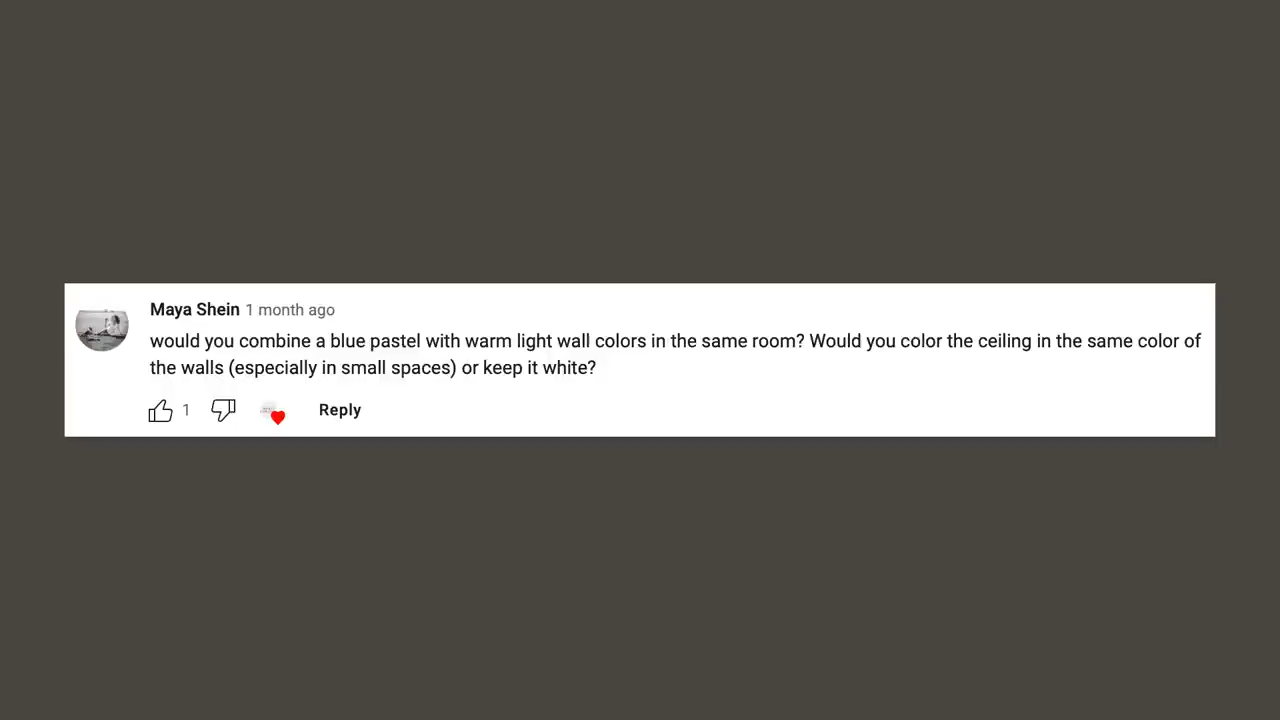 Maya Shein 1 month ago
would you combine a blue pastel with warm light wall colors in the same room? Would you color the ceiling in the same color of
the walls (especially in small spaces) or keep it white?
1 Reply